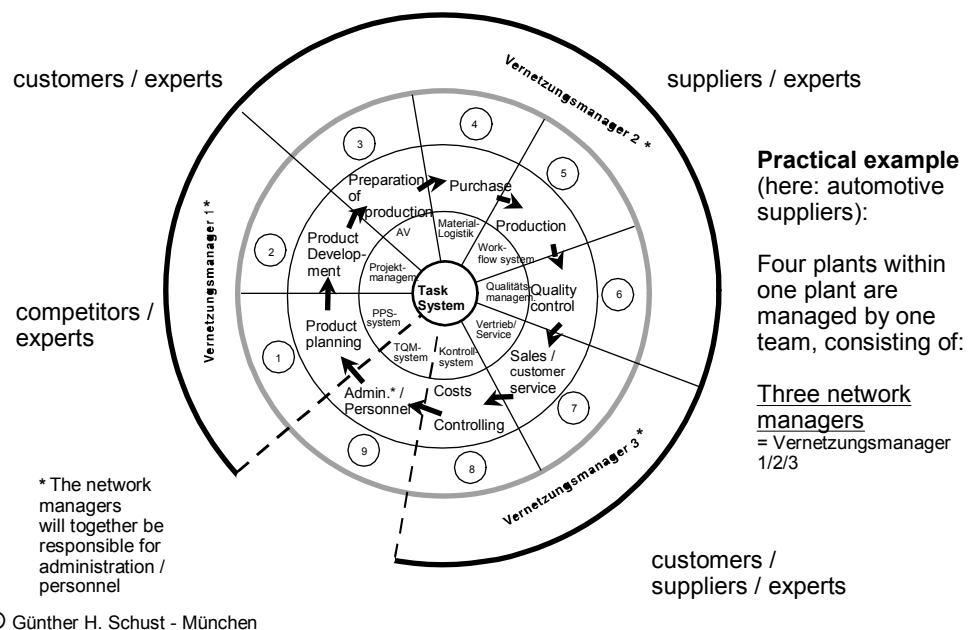 customers / experts
suppliers / experts
Vernetzungsmanager 2 *
Vernetzungsmanager 1*
Vernetzungsmanager 3 *
competitors /
experts
customers /
suppliers / experts
1
2
3
4
5
6
7
8
9
Product
planning
Product
Develop-
ment
Preparation
of
production
Purchase
Production
Quality
control
Sales /
customer
service
Costs
Controlling
Admin.* /
Personnel
PPS-
system
Projekt-
managem.
AV
Material-
Logistik
Work-
flow system
Qualitäts-
managem.
Vertrieb/
Service
Kontroll-
system
TQM-
system
Task
System
Practical example
(here: automotive
suppliers):
Four plants within
one plant are
managed by one
team, consisting of:
Three network
managers
= Vernetzungsmanager
1/2/3
* The network
managers
will together be
responsible for
administration /
personnel
Günther H. Schust - München